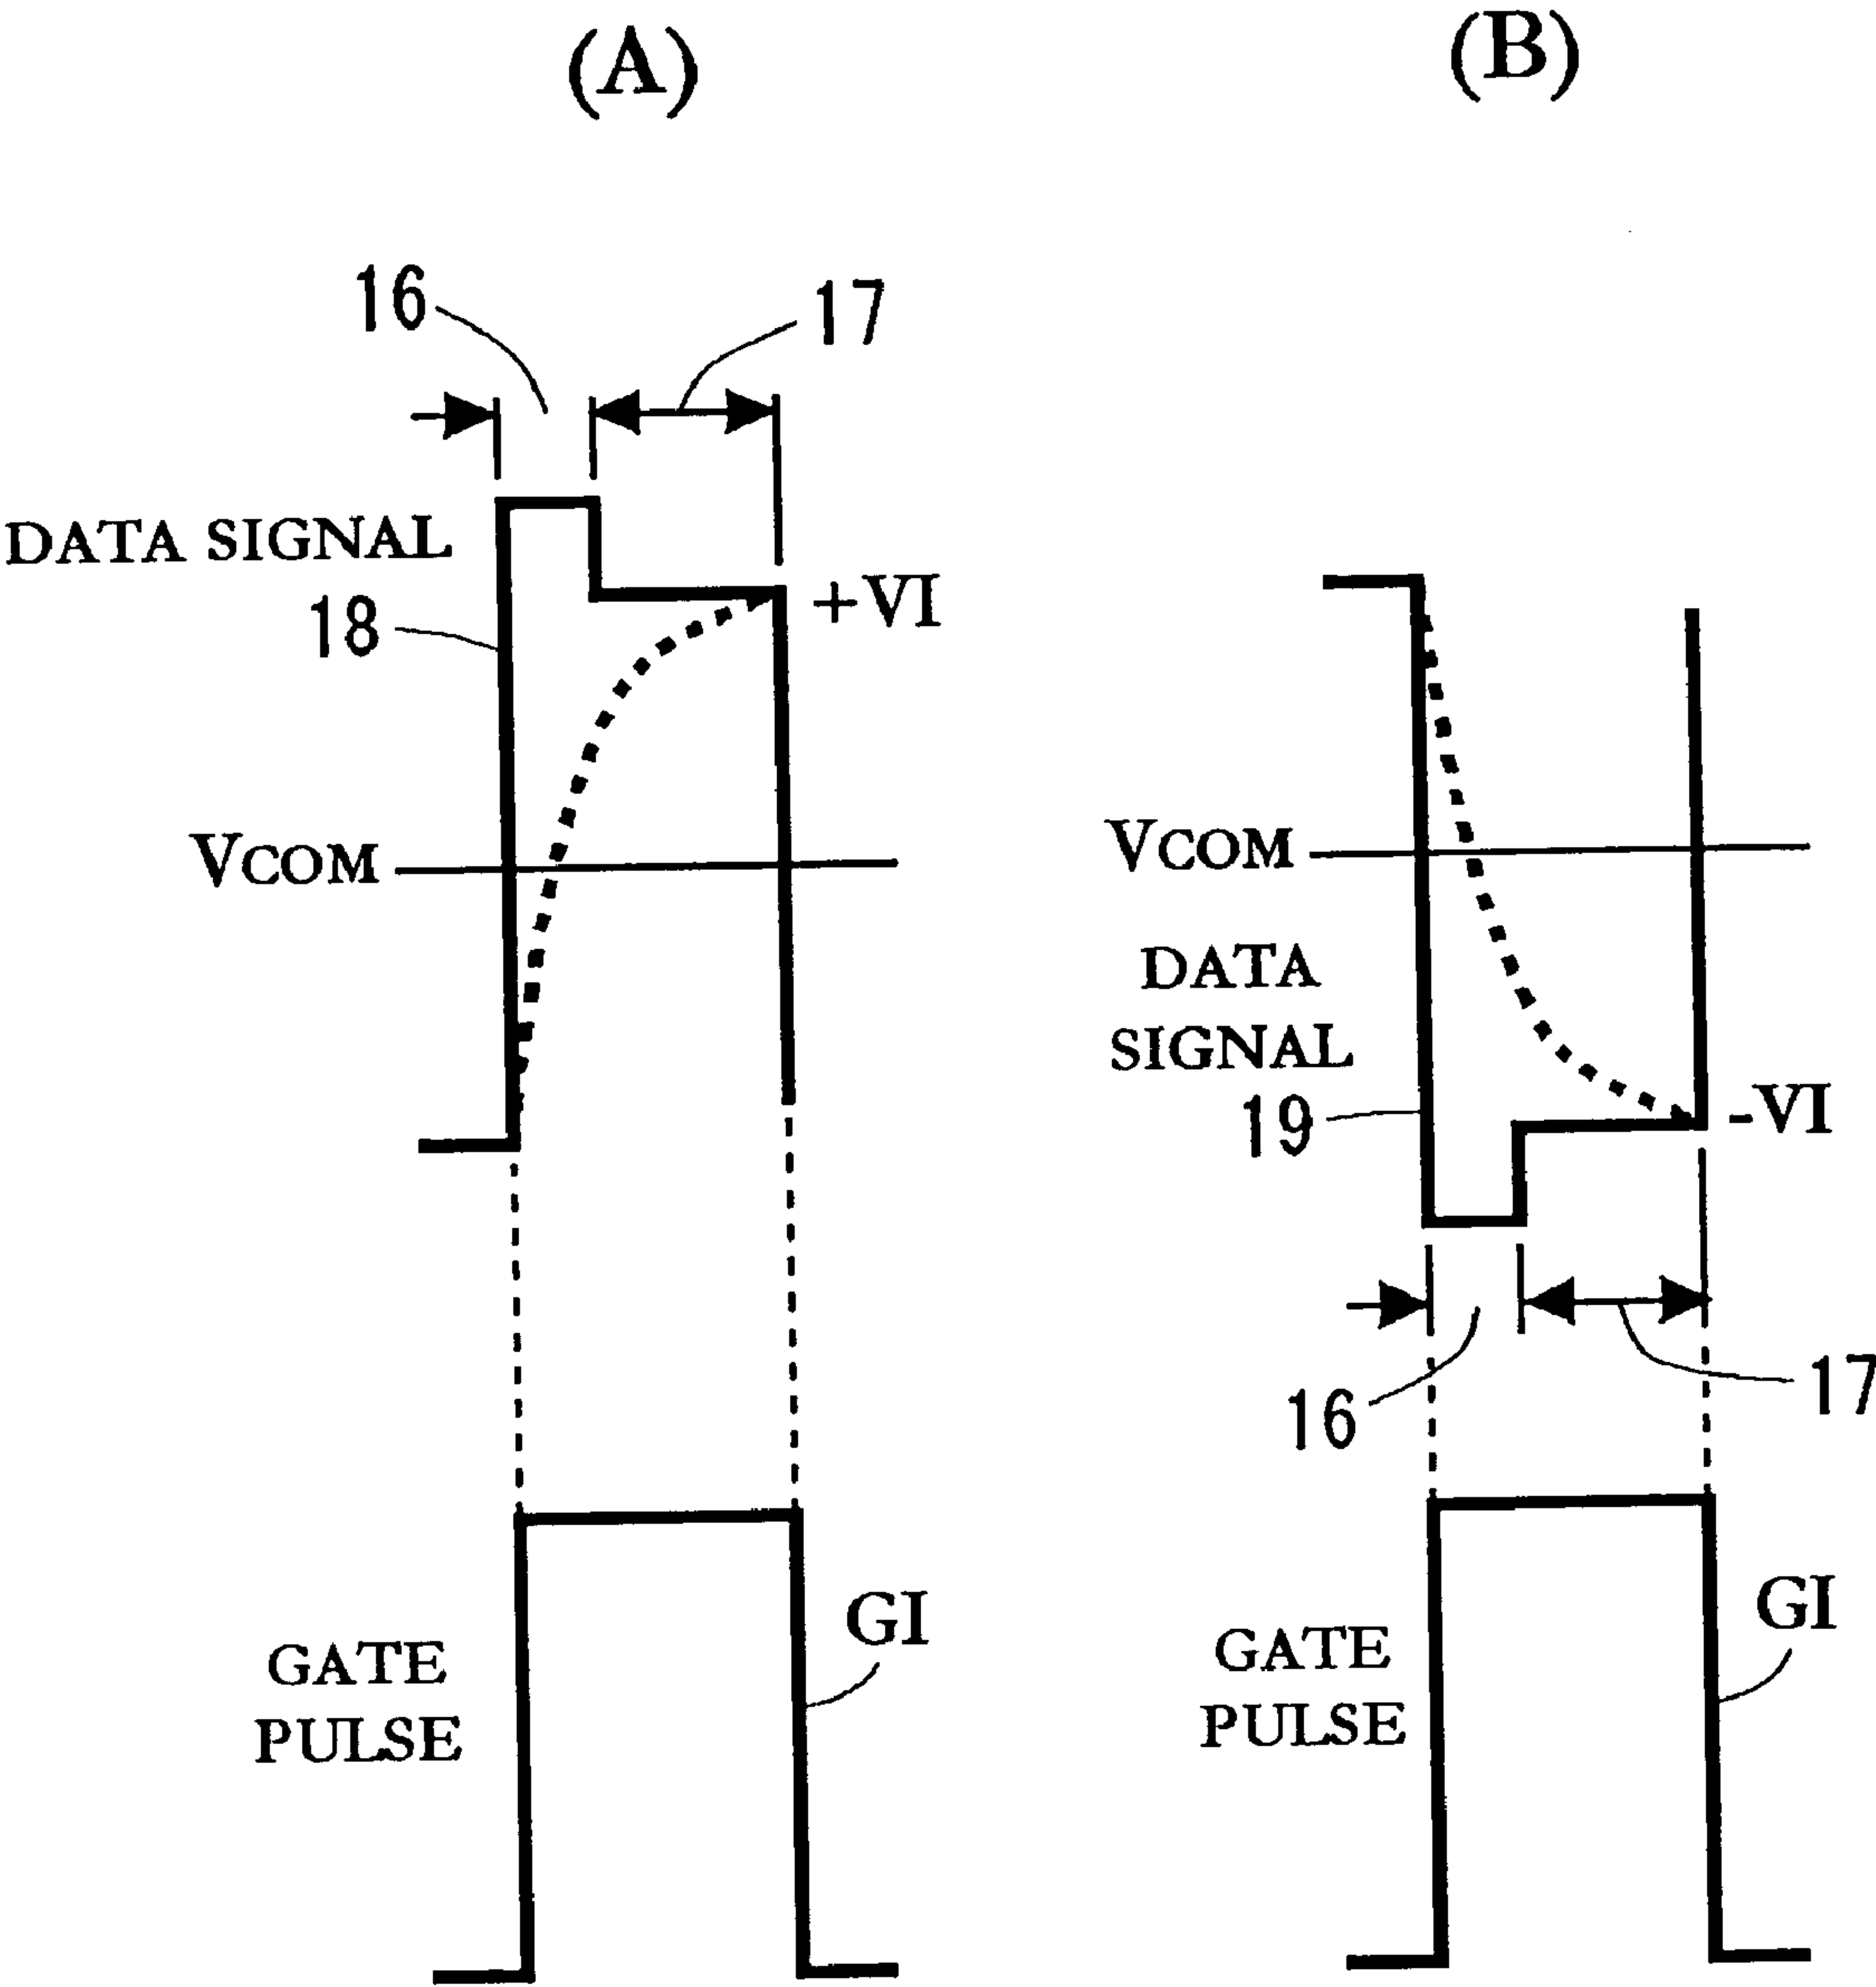 (A)
16
17
DATA SIGNAL
18
+VI
VCOM
GATE
PULSE
GI
(B)
VCOM
DATA
SIGNAL
19
-VI
16
17
GATE
PULSE
GI